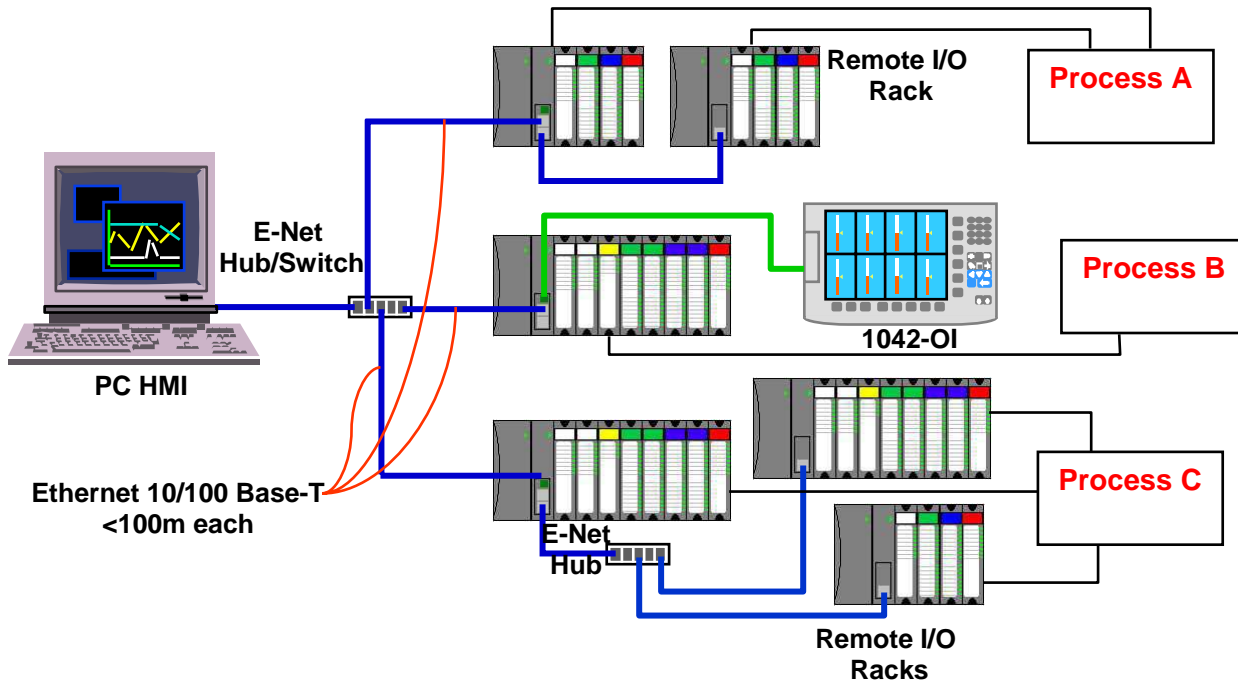 Remote I/O
Rack
Process A
E-Net
Hub/Switch
Process B
1042-OI
PC HMI
Process C
Ethernet 10/100 Base-T
<100m each
E-Net
Hub
Remote I/O
Racks